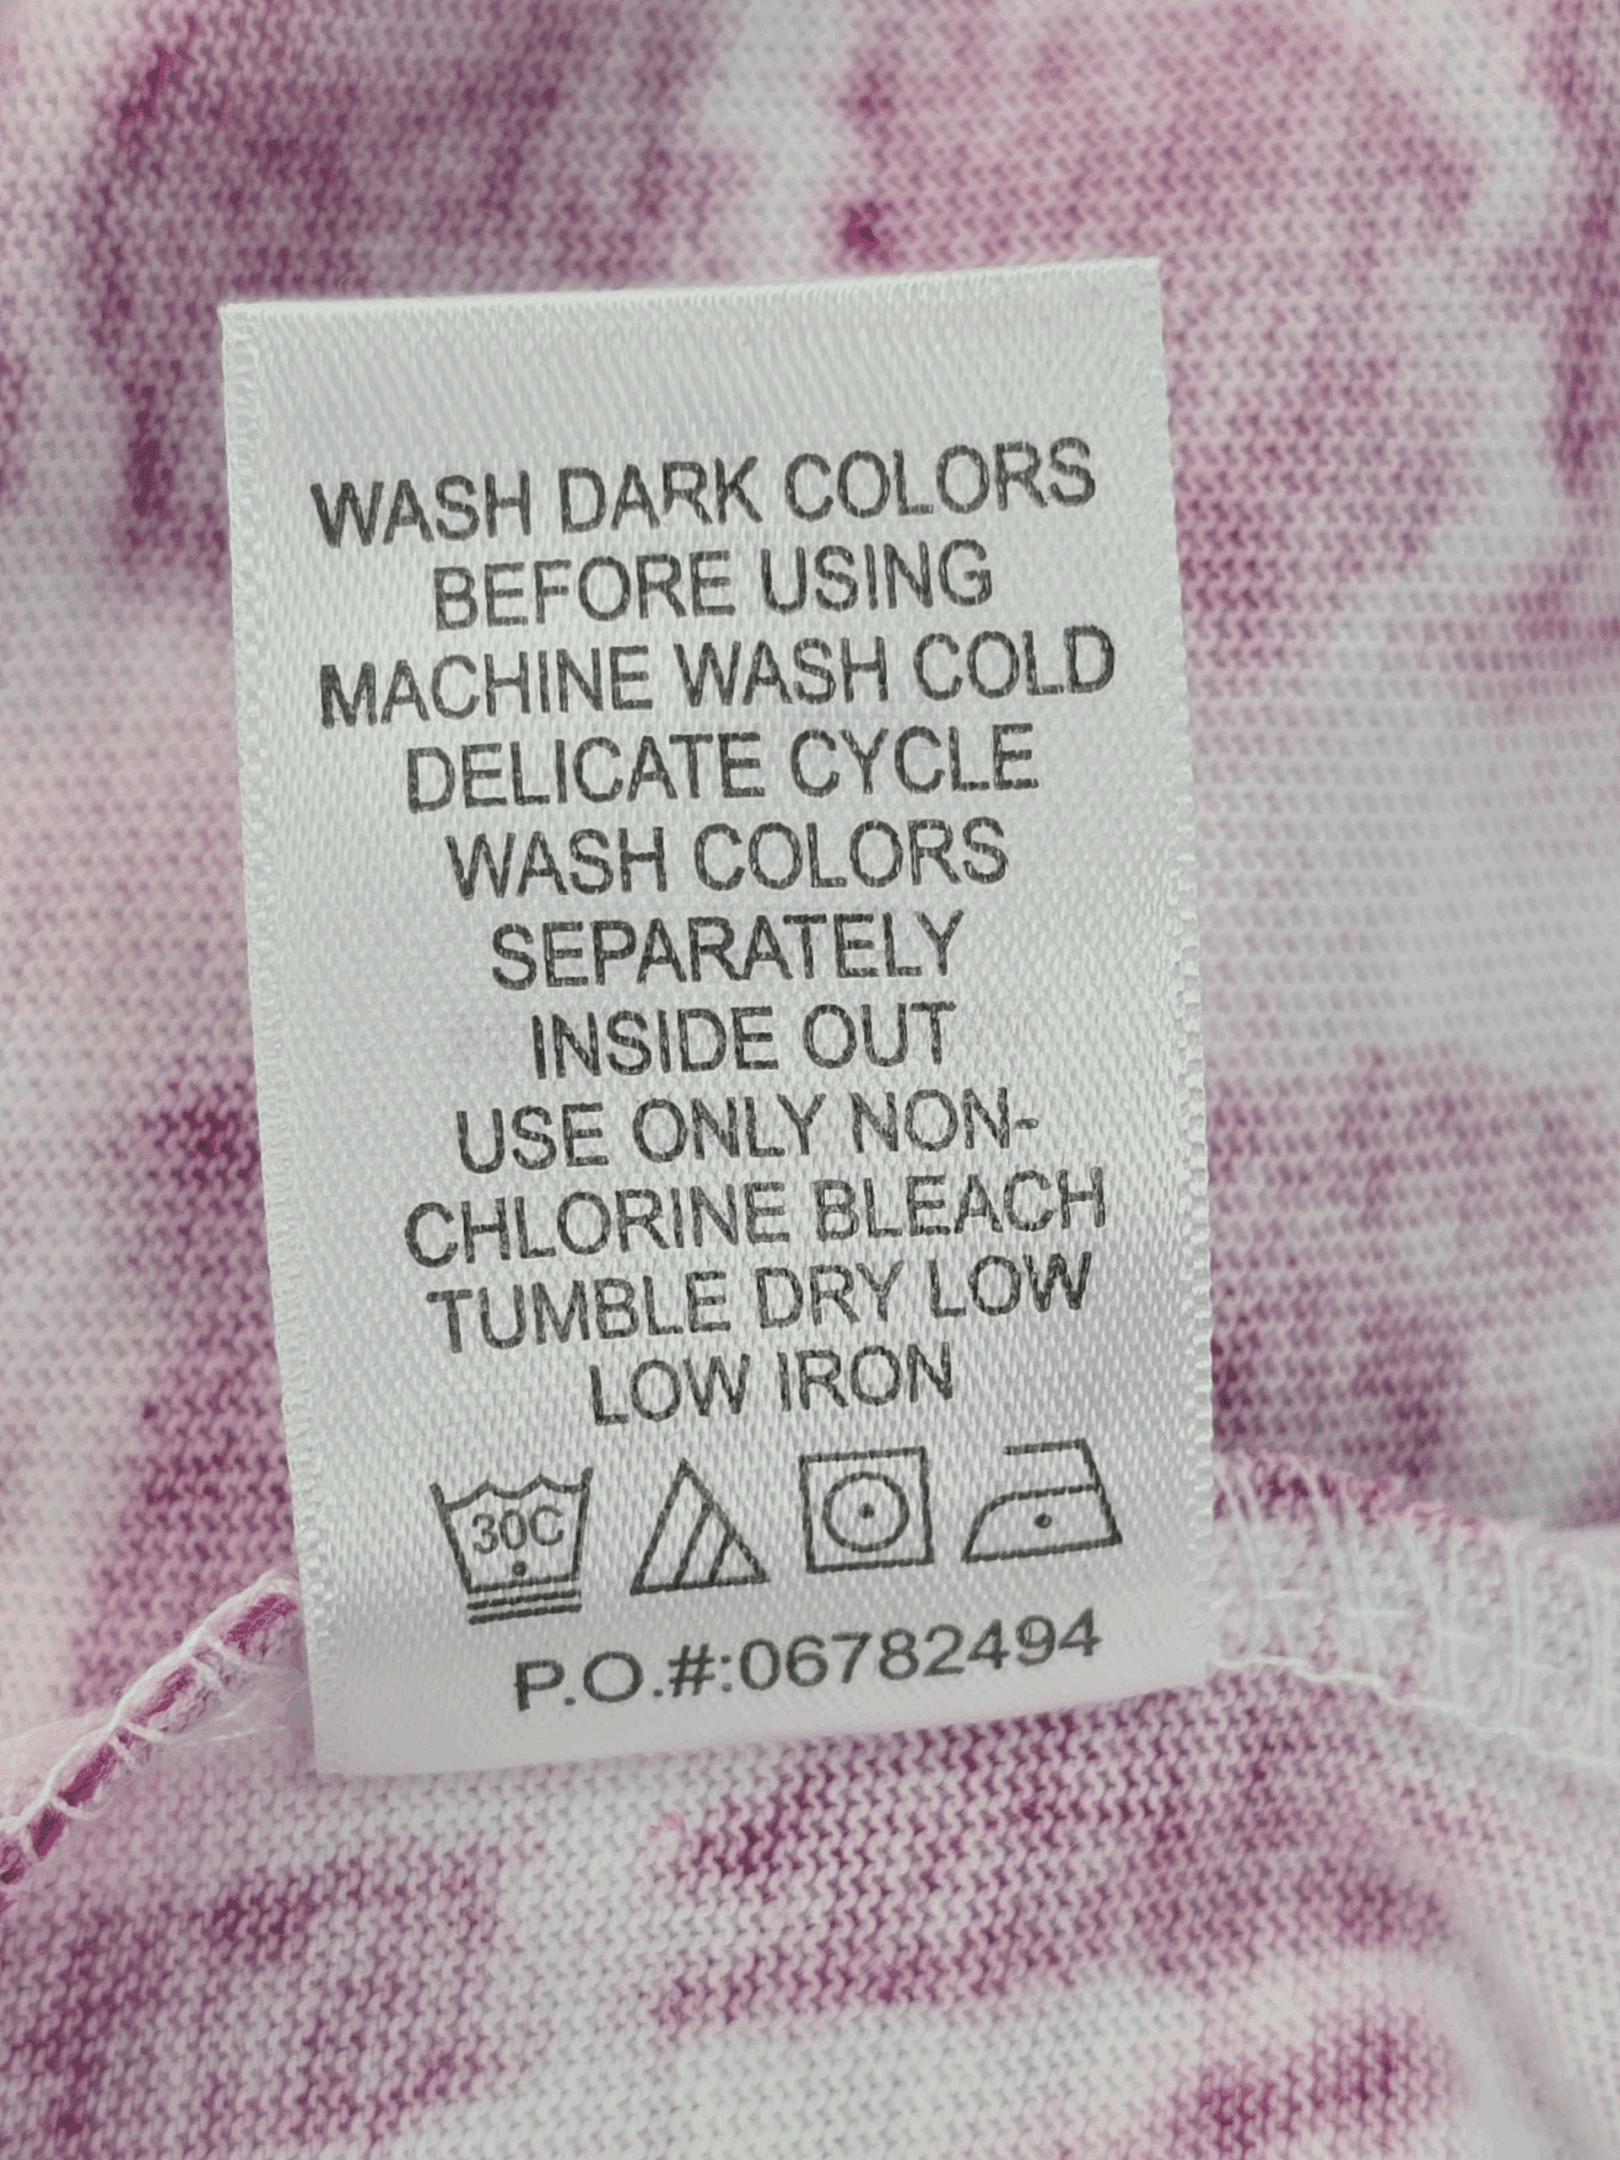 WASH DARK COLORS
BEFORE USING
MACHINE WASH COLD
DELICATE CYCLE
WASH COLORS
SEPARATELY
INSIDE OUT
USE ONLY NON-
CHLORINE BLEACH
TUMBLE DRY LOW
LOW IRON
30C
P.O.#:06782494